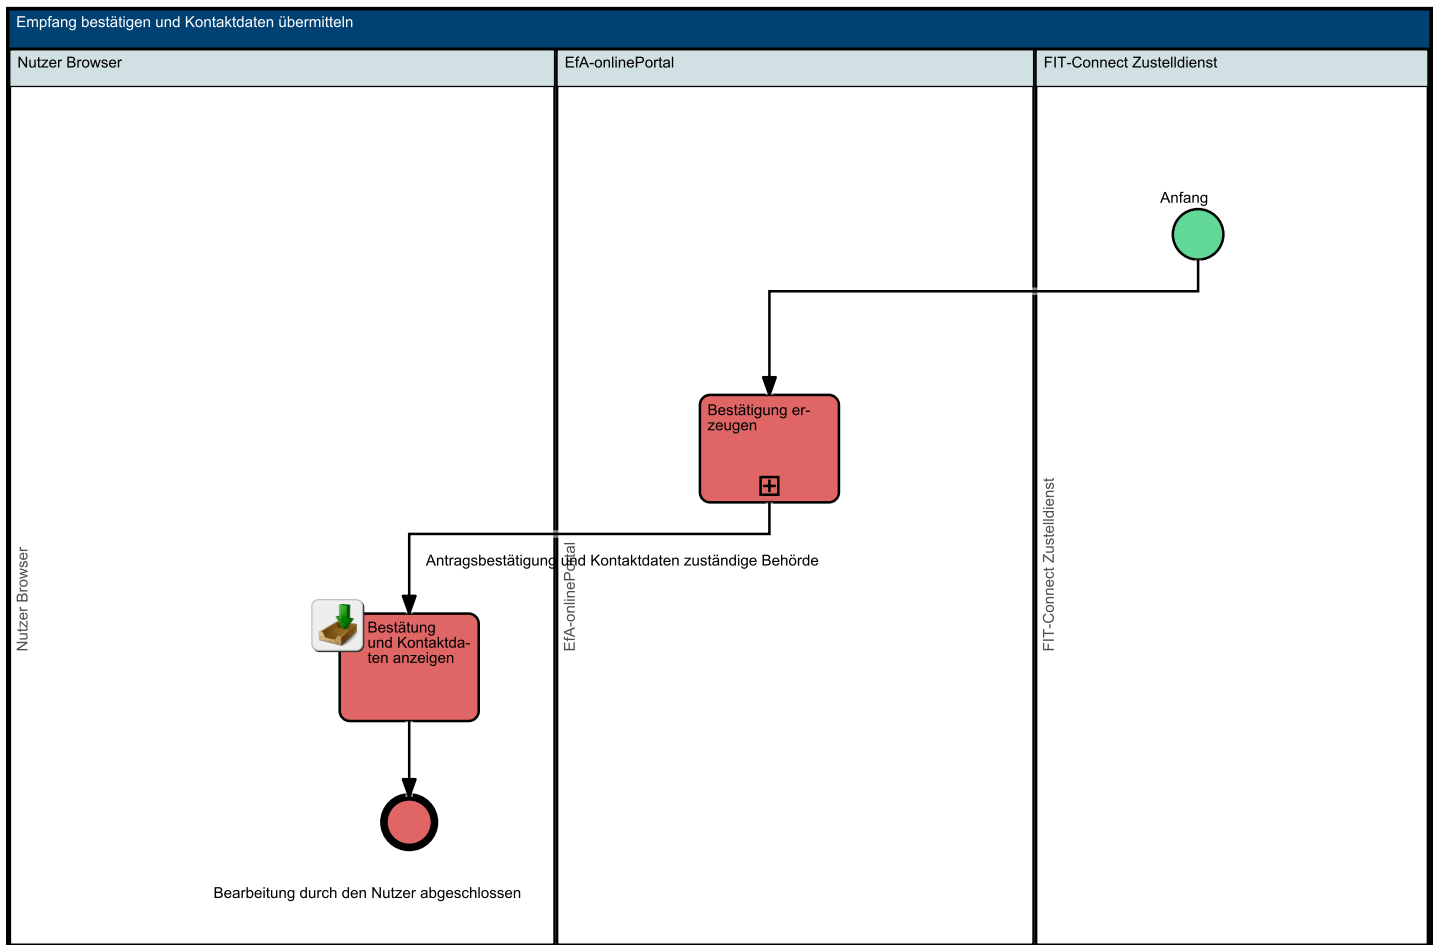 Empfang bestätigen und Kontaktdaten übermitteln
Nutzer Browser
EfA-onlinePortal
FIT-Connect Zustelldienst
Anfang
Bestätigung er-
zeugen
Antragsbestätigung und Kontaktdaten zuständige Behörde
Nutzer Browser
EfA-onlinePortal
FIT-Connect Zustelldienst
Bestätung
und Kontaktda-
ten anzeigen
Bearbeitung durch den Nutzer abgeschlossen